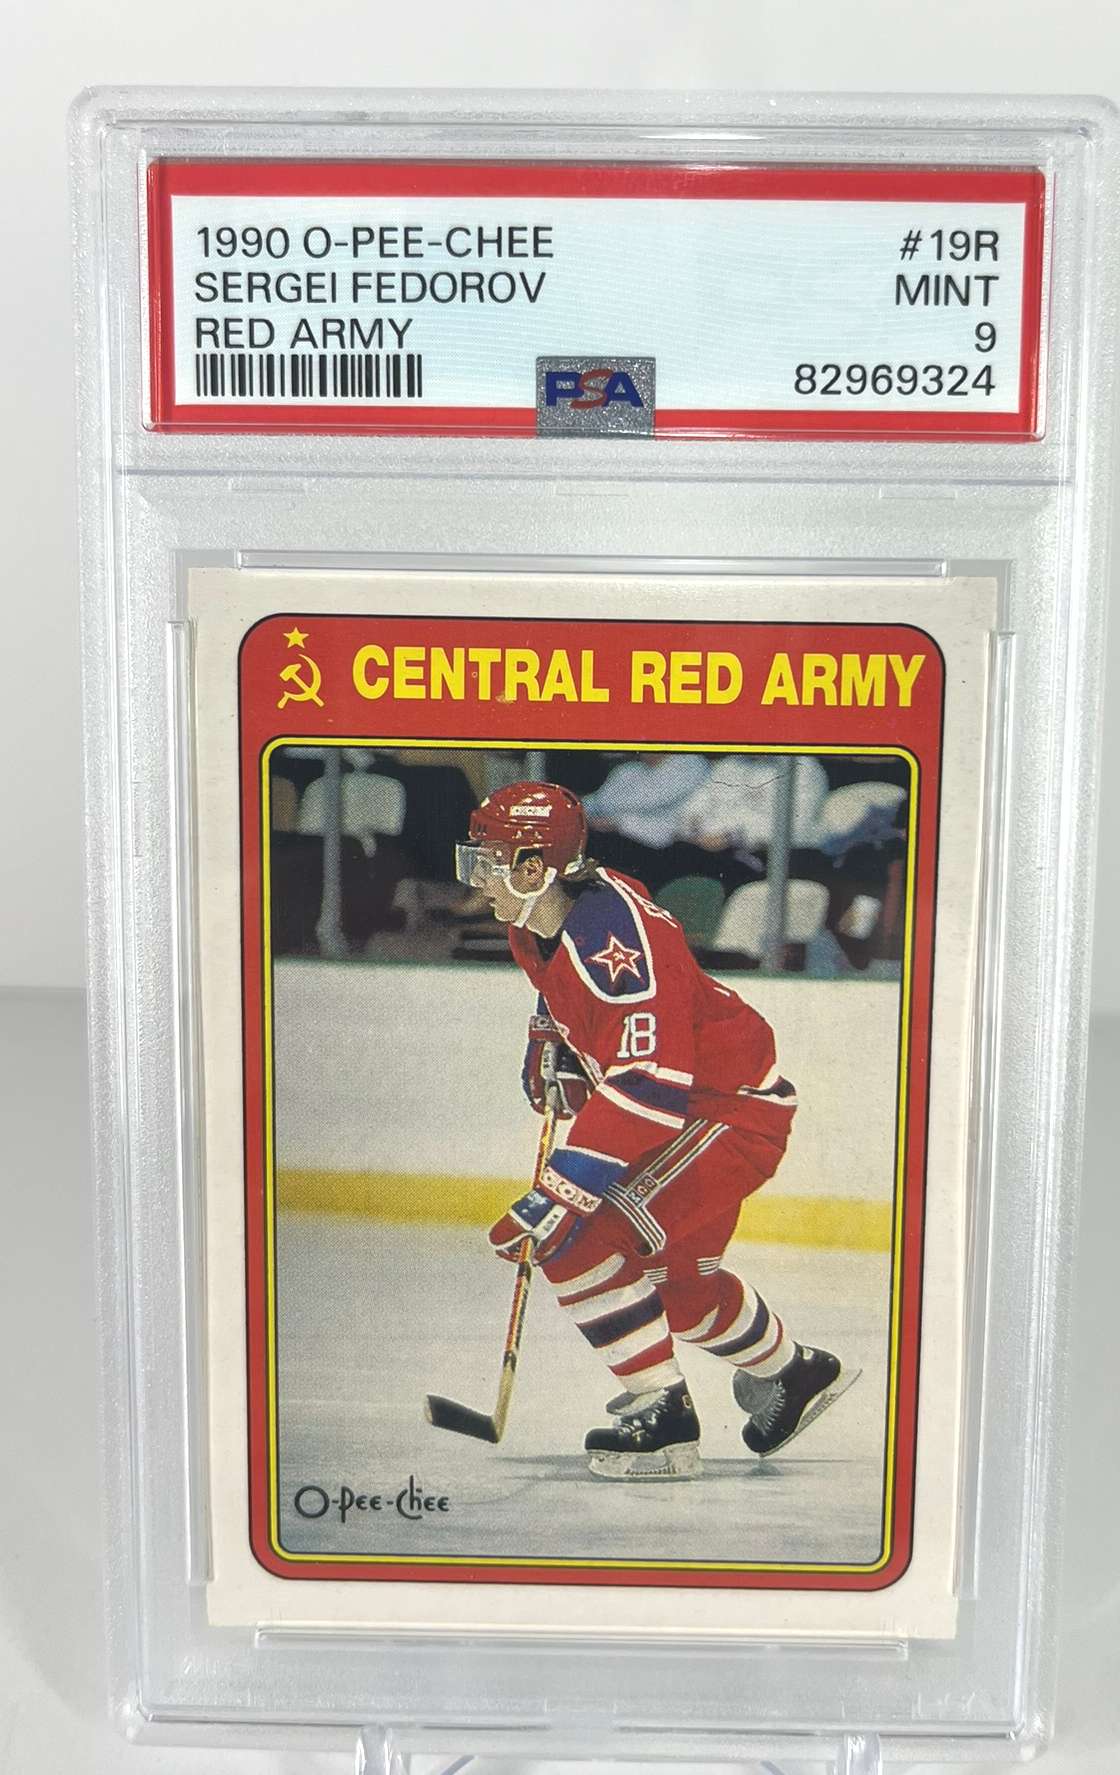 1990 O-PEE-CHEE #19R
SERGEI FEDOROV MINT
RED ARMY 9
PSA 82969324
CENTRAL RED ARMY
18
O-Pee-Chee